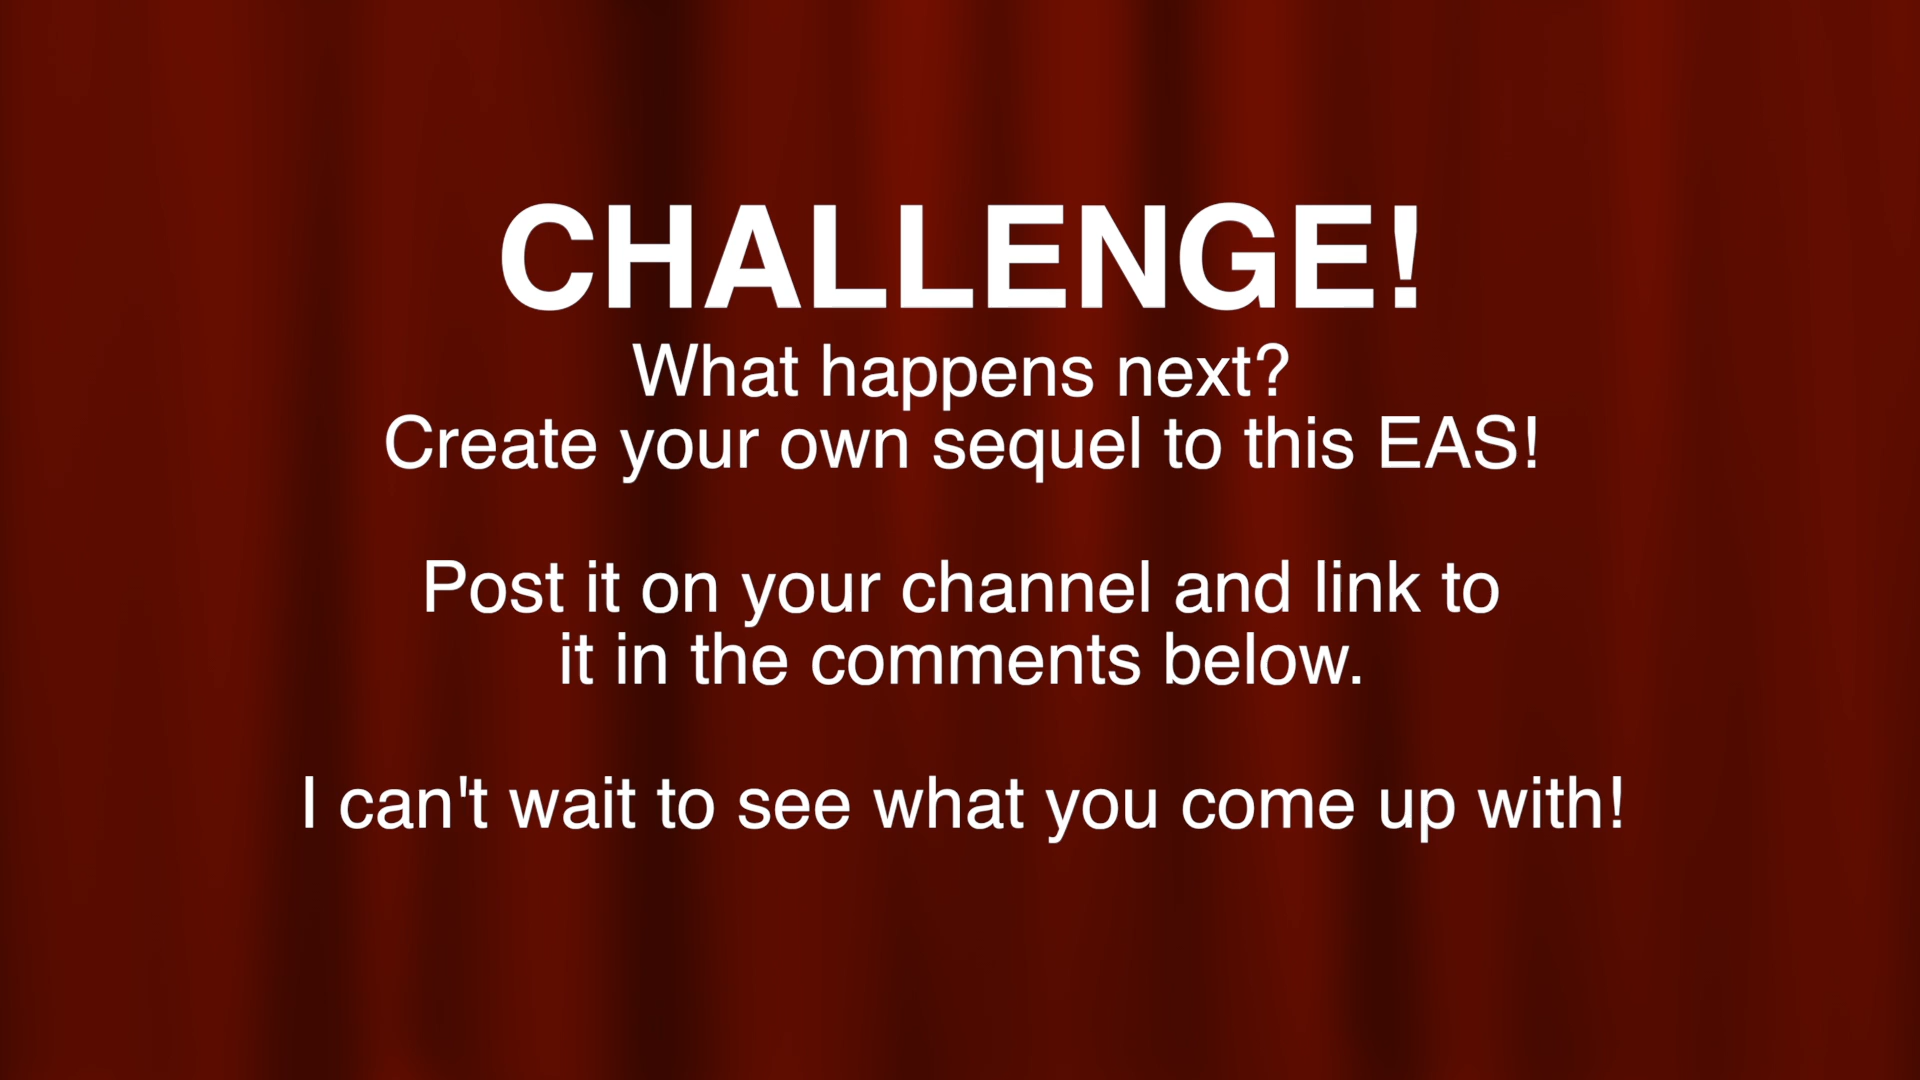 CHALLENGE!
What happens next?
Create your own sequel to this EAS!
Post it on your channel and link to
it in the comments below.
I can't wait to see what you come up with!